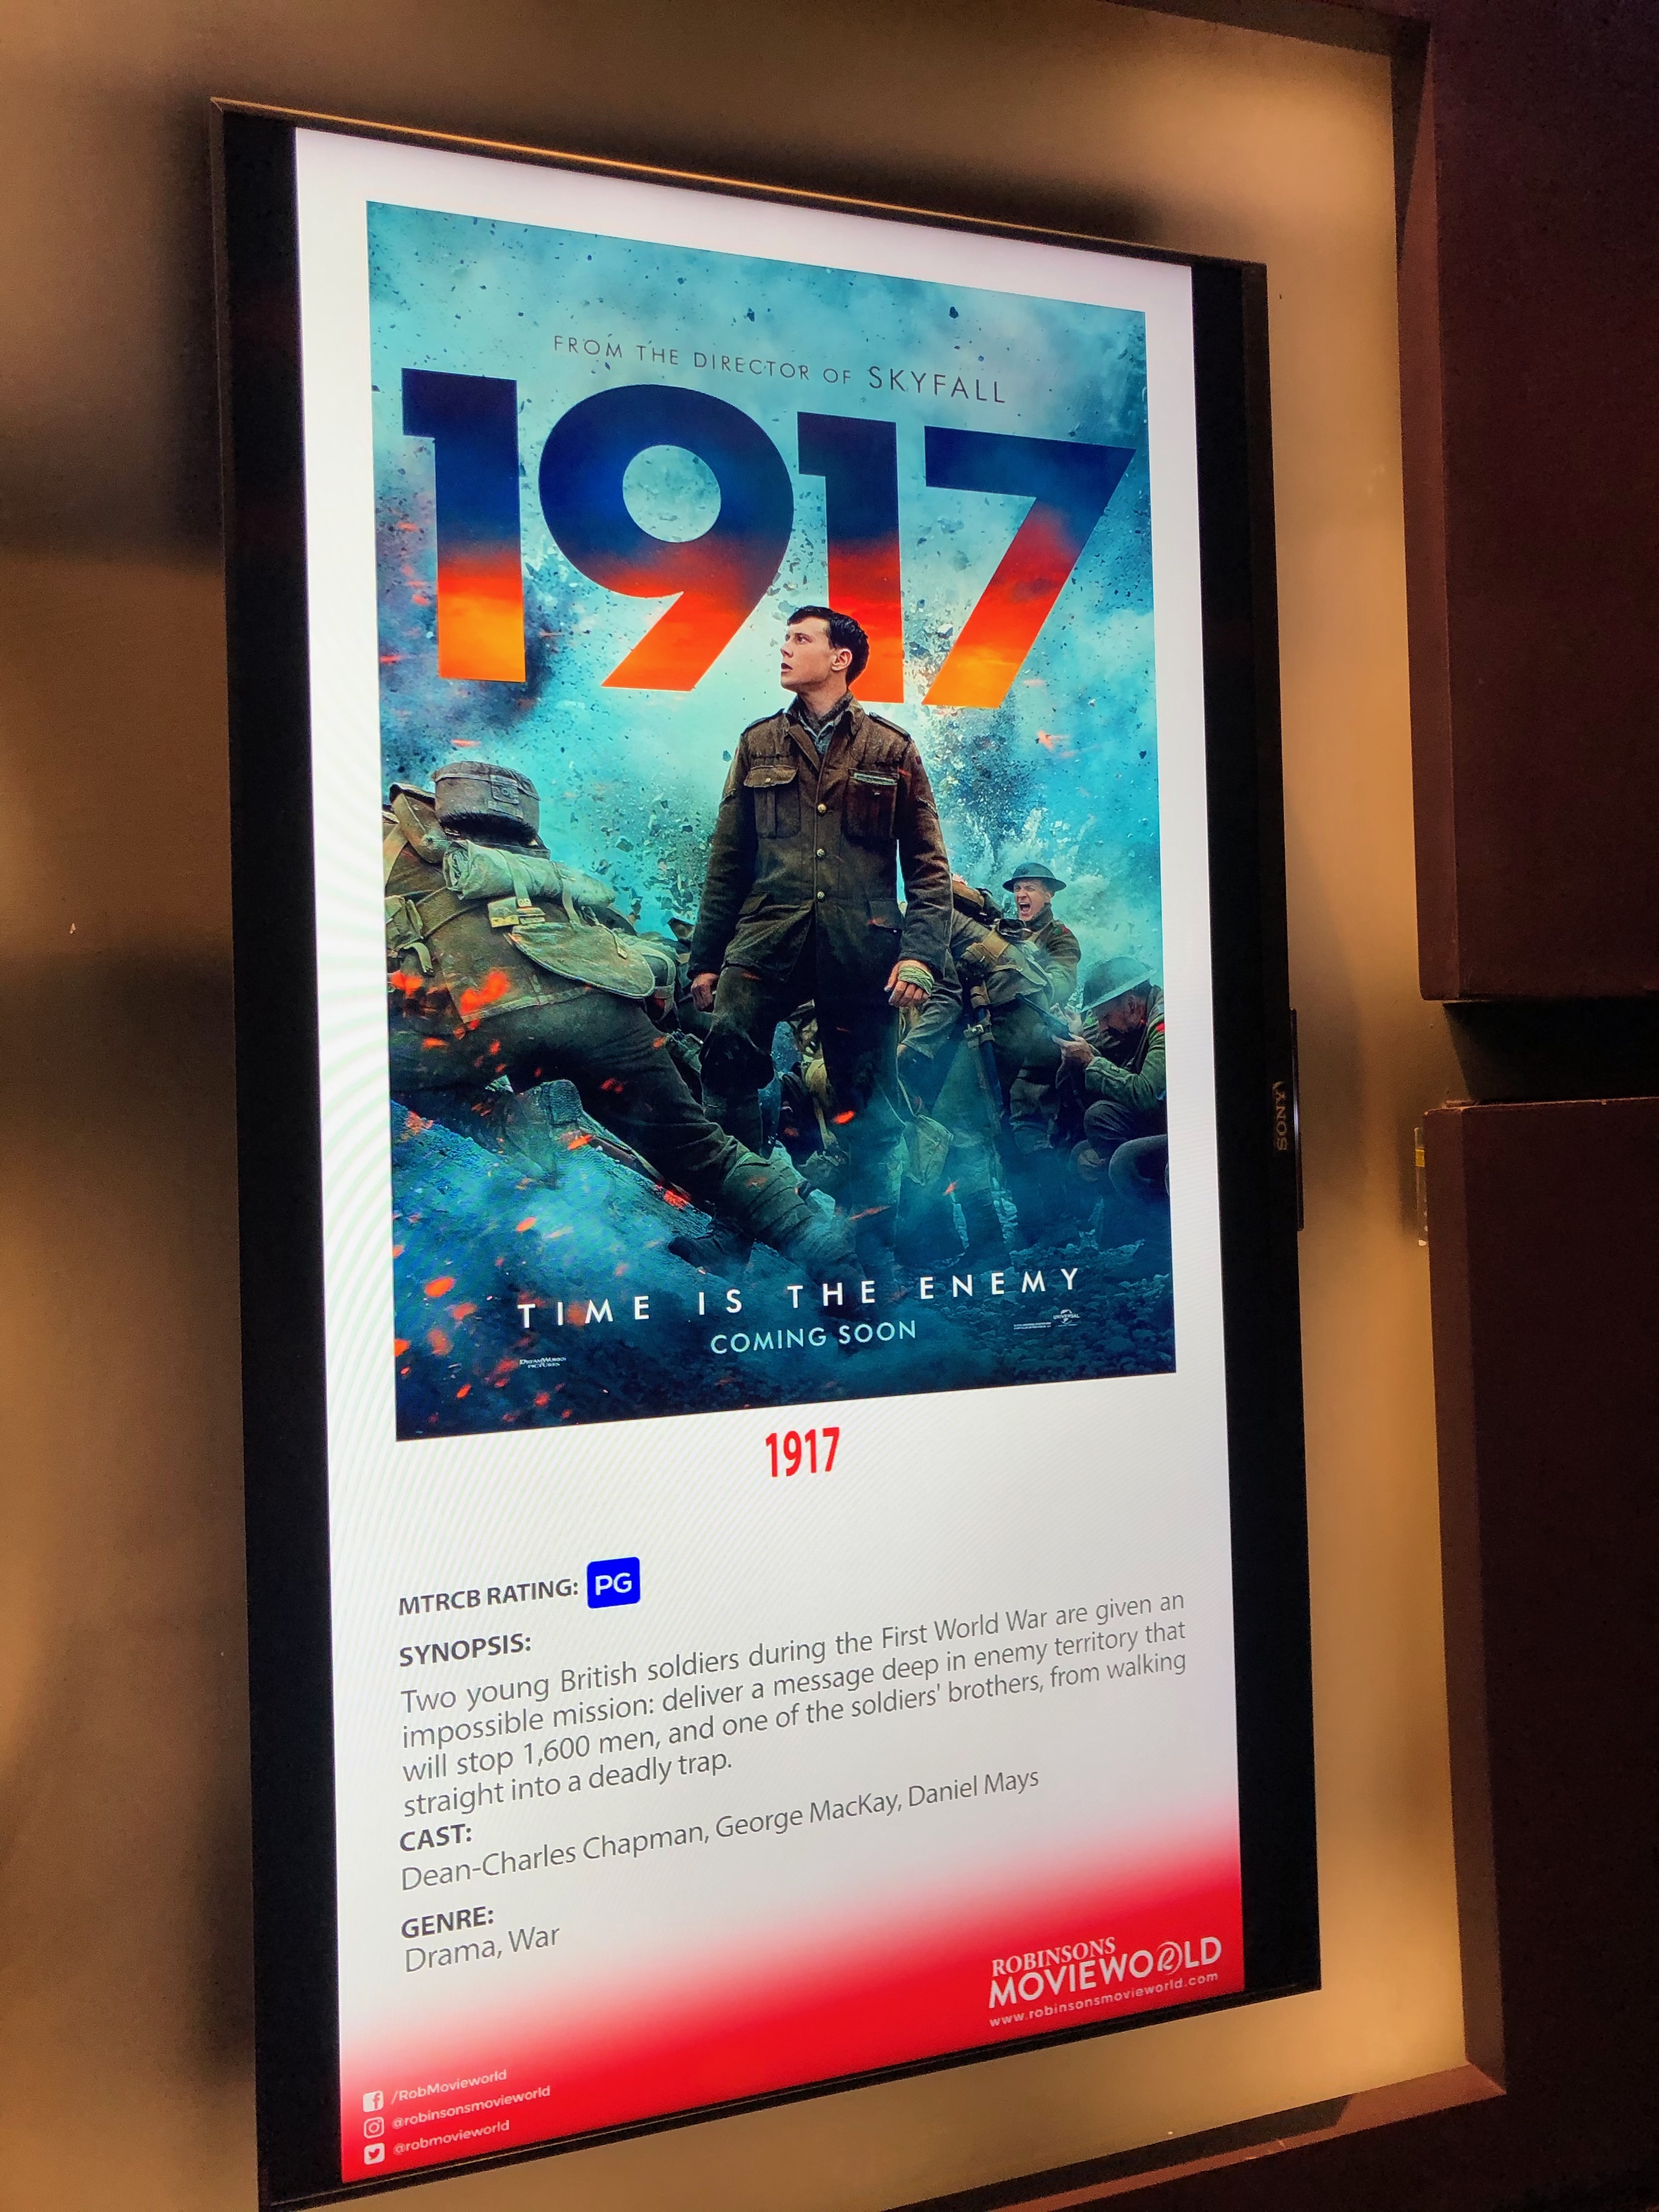 FROM THE DIRECTOR OF SKYFALL
1917
TIME IS THE ENEMY
COMING SOON
DREAMWORKS
PICTURES
UNIVERSAL
SONY
1917
MTRCB RATING: PG
SYNOPSIS:
Two young British soldiers during the First World War are given an
impossible mission: deliver a message deep in enemy territory that
will stop 1,600 men, and one of the soldiers' brothers, from walking
straight into a deadly trap.
CAST:
Dean-Charles Chapman, George MacKay, Daniel Mays
GENRE:
Drama, War
ROBINSONS
MOVIEWORLD
www.robinsonsmovieworld.com
/RobMovieworld
@robinsonsmovieworld
@robmovieworld